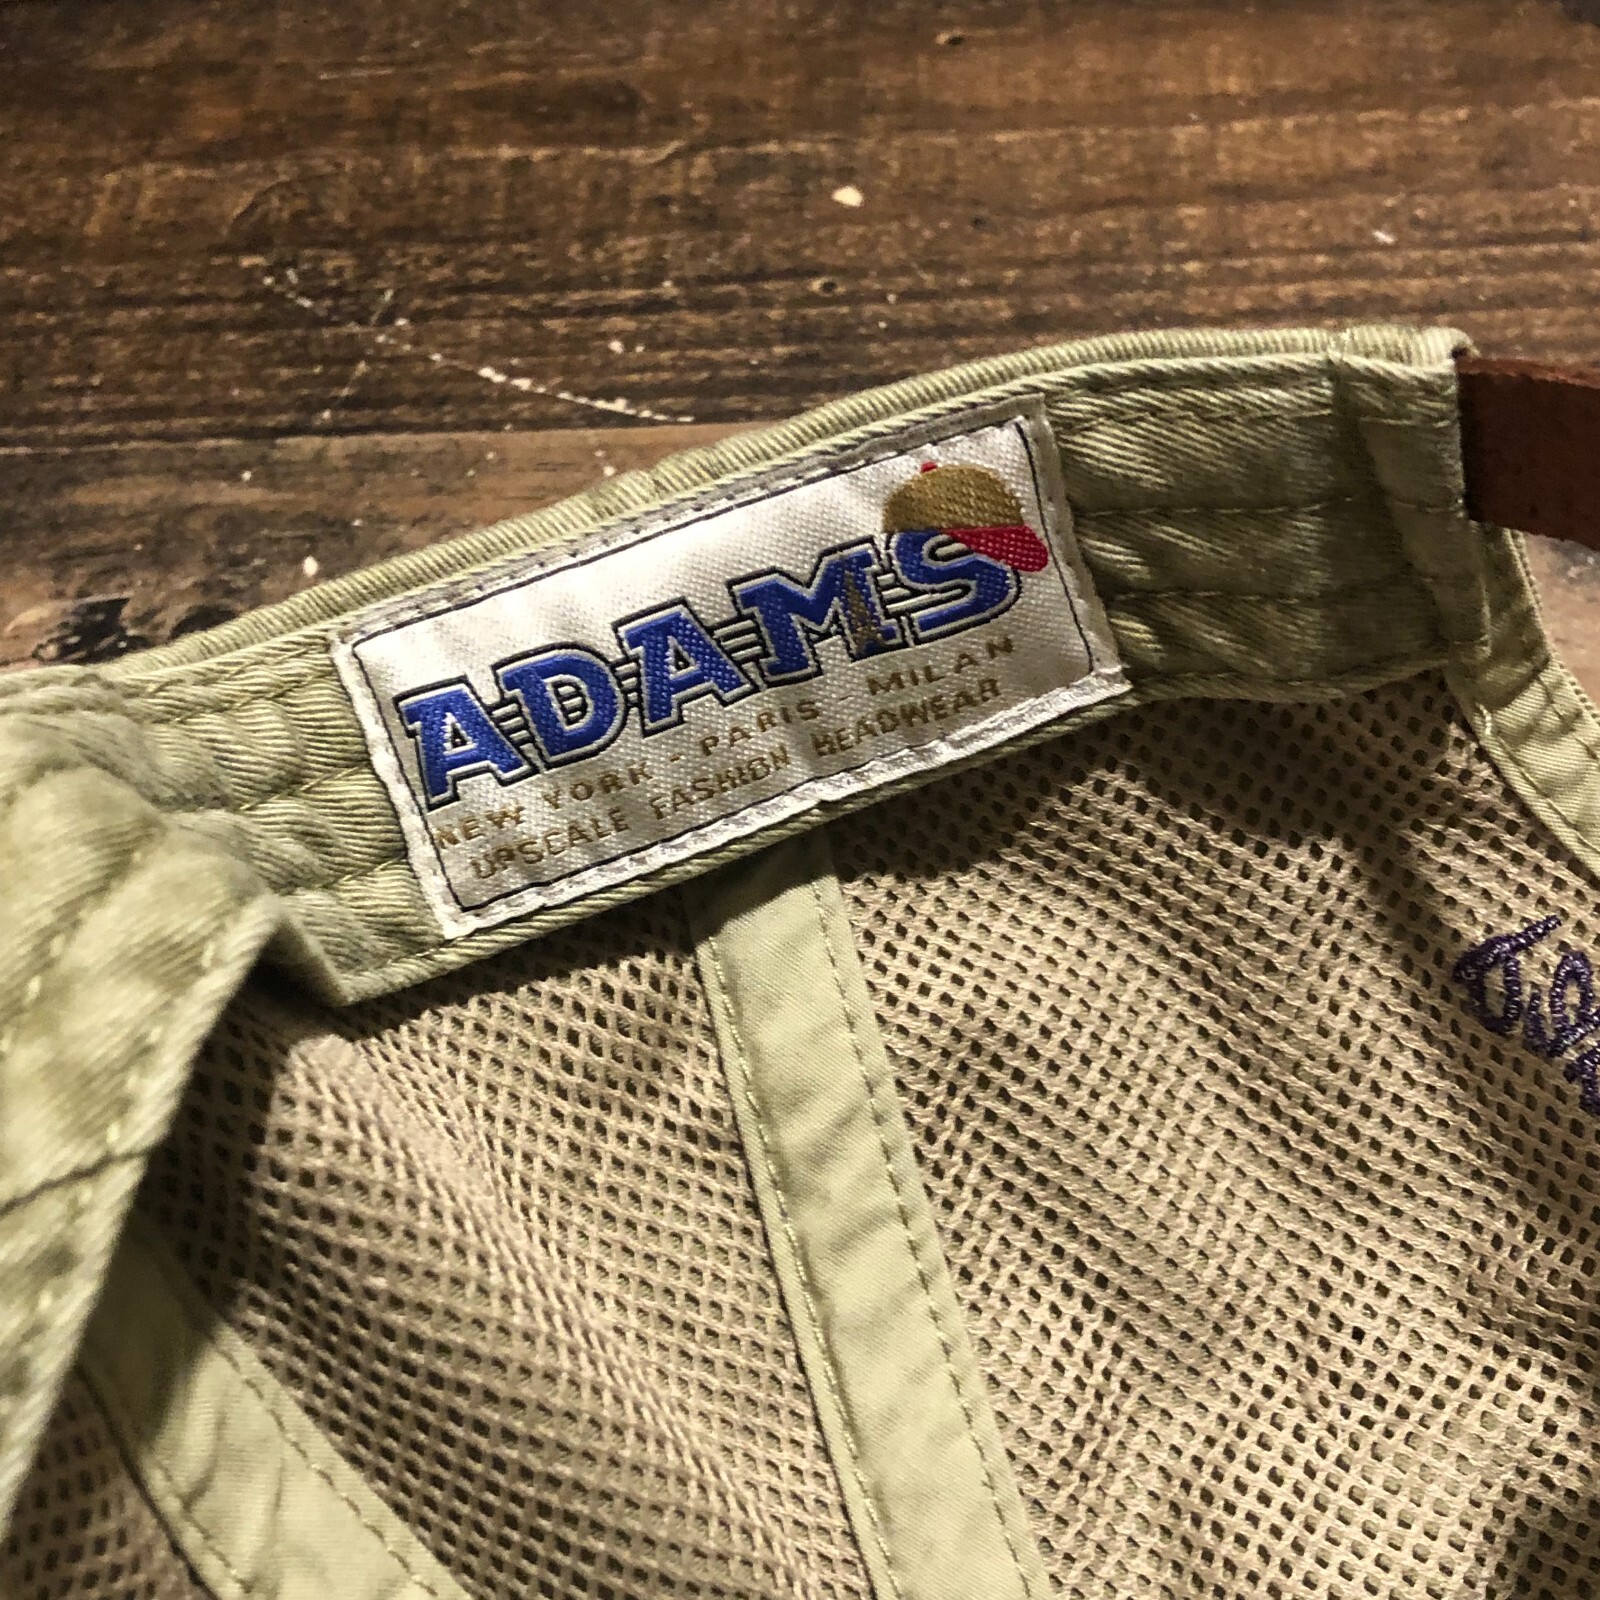 ADAMS
NEW YORK - PARIS - MILAN
UPSCALE FASHION HEADWEAR